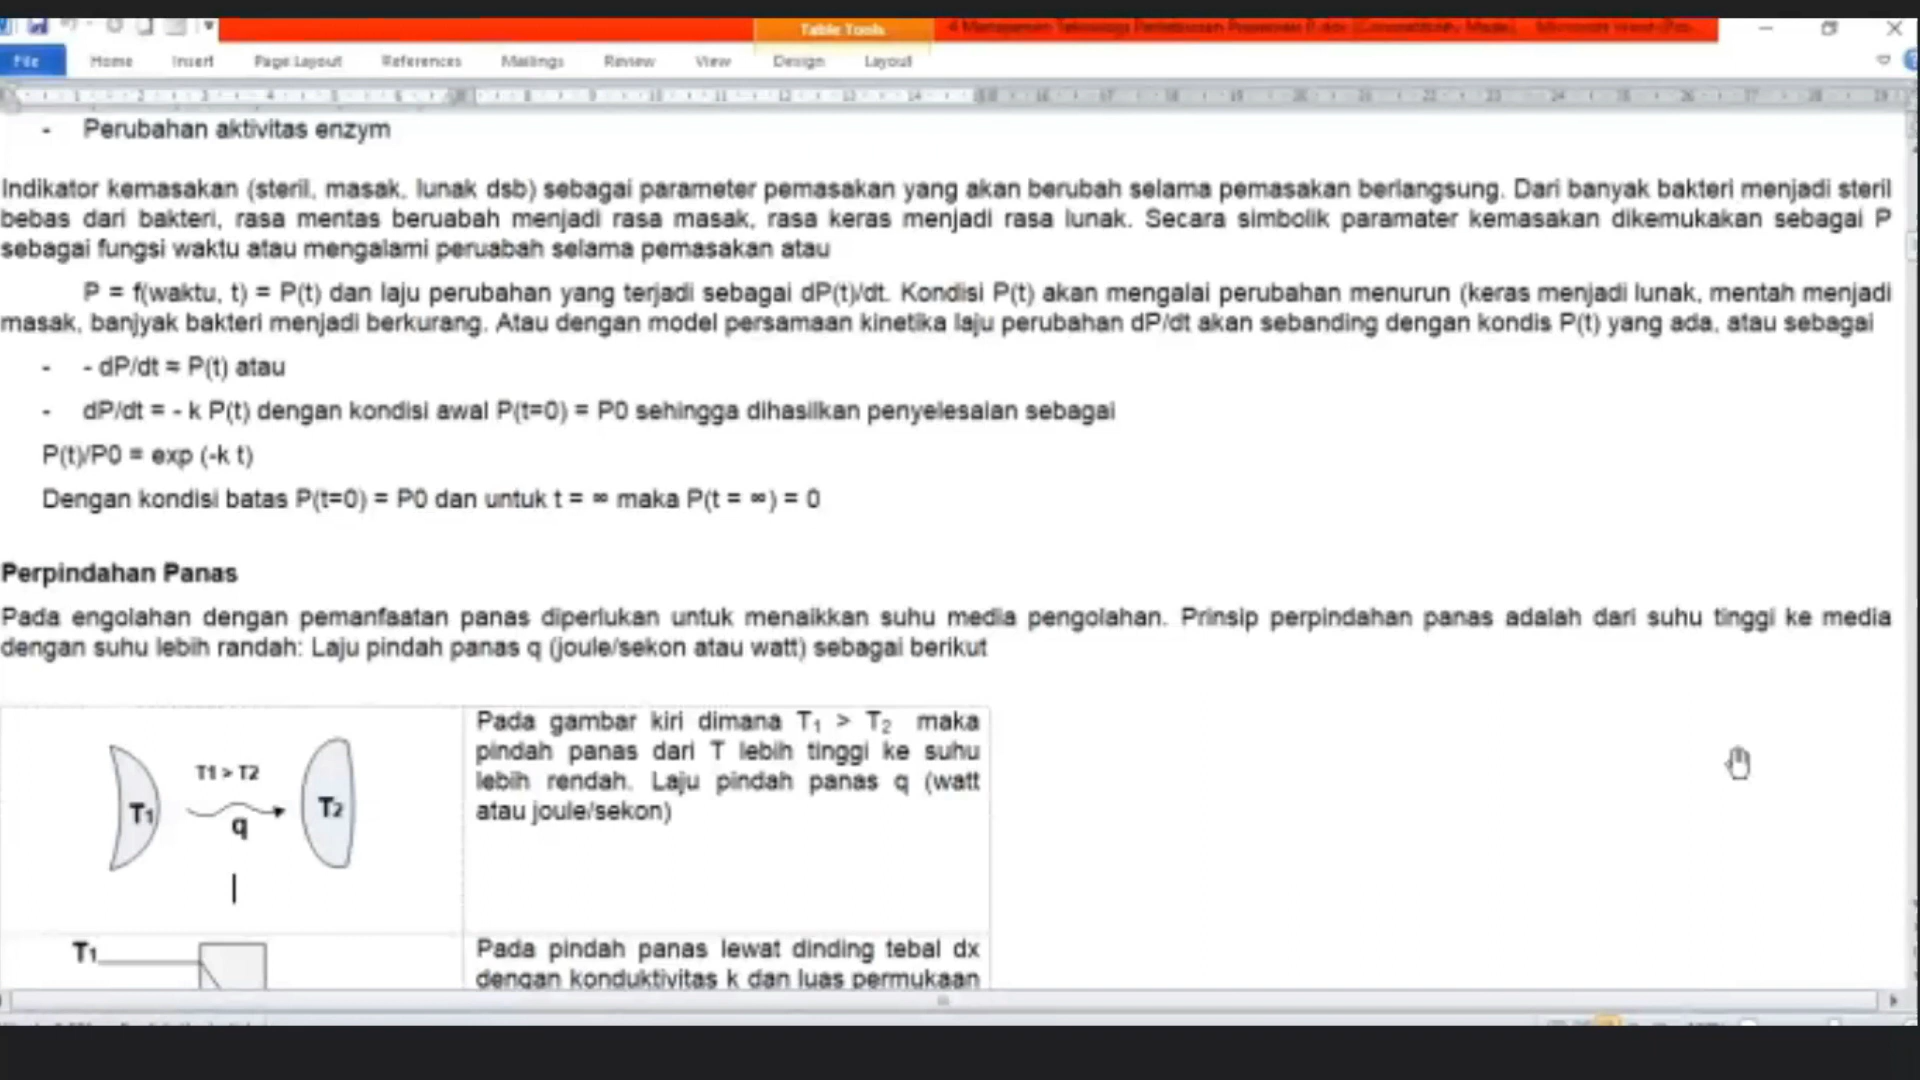 Table Tools
File Home Insert Page Layout References Mailings Review View Design Layout
- Perubahan aktivitas enzym
Indikator kemasakan (steril, masak, lunak dsb) sebagai parameter pemasakan yang akan berubah selama pemasakan berlangsung. Dari banyak bakteri menjadi steril
bebas dari bakteri, rasa mentas beruabah menjadi rasa masak, rasa keras menjadi rasa lunak. Secara simbolik paramater kemasakan dikemukakan sebagai P
sebagai fungsi waktu atau mengalami peruabah selama pemasakan atau
P = f(waktu, t) = P(t) dan laju perubahan yang terjadi sebagai dP(t)/dt. Kondisi P(t) akan mengalai perubahan menurun (keras menjadi lunak, mentah menjadi
masak, banjyak bakteri menjadi berkurang. Atau dengan model persamaan kinetika laju perubahan dP/dt akan sebanding dengan kondis P(t) yang ada, atau sebagai
- - dP/dt ≈ P(t) atau
- dP/dt = - k P(t) dengan kondisi awal P(t=0) = P0 sehingga dihasilkan penyelesaian sebagai
P(t)/P0 = exp (-k t)
Dengan kondisi batas P(t=0) = P0 dan untuk t = ∞ maka P(t = ∞) = 0
Perpindahan Panas
Pada engolahan dengan pemanfaatan panas diperlukan untuk menaikkan suhu media pengolahan. Prinsip perpindahan panas adalah dari suhu tinggi ke media
dengan suhu lebih randah: Laju pindah panas q (joule/sekon atau watt) sebagai berikut
T1 > T2
T1
q
T2
Pada gambar kiri dimana T1 > T2 maka
pindah panas dari T lebih tinggi ke suhu
lebih rendah. Laju pindah panas q (watt
atau joule/sekon)
T1
Pada pindah panas lewat dinding tebal dx
dengan konduktivitas k dan luas permukaan